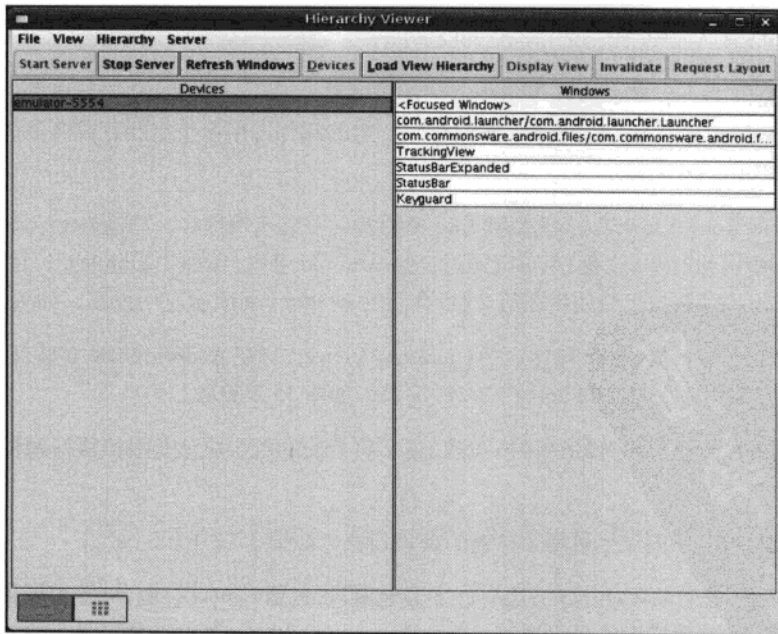 Hierarchy Viewer
File View Hierarchy Server
Start Server Stop Server Refresh Windows Devices Load View Hierarchy Display View Invalidate Request Layout
Devices
Windows
emulator-5554
<Focused Window>
com.android.launcher/com.android.launcher.Launcher
com.commonsware.android.files/com.commonsware.android.f...
TrackingView
StatusBarExpanded
StatusBar
Keyguard